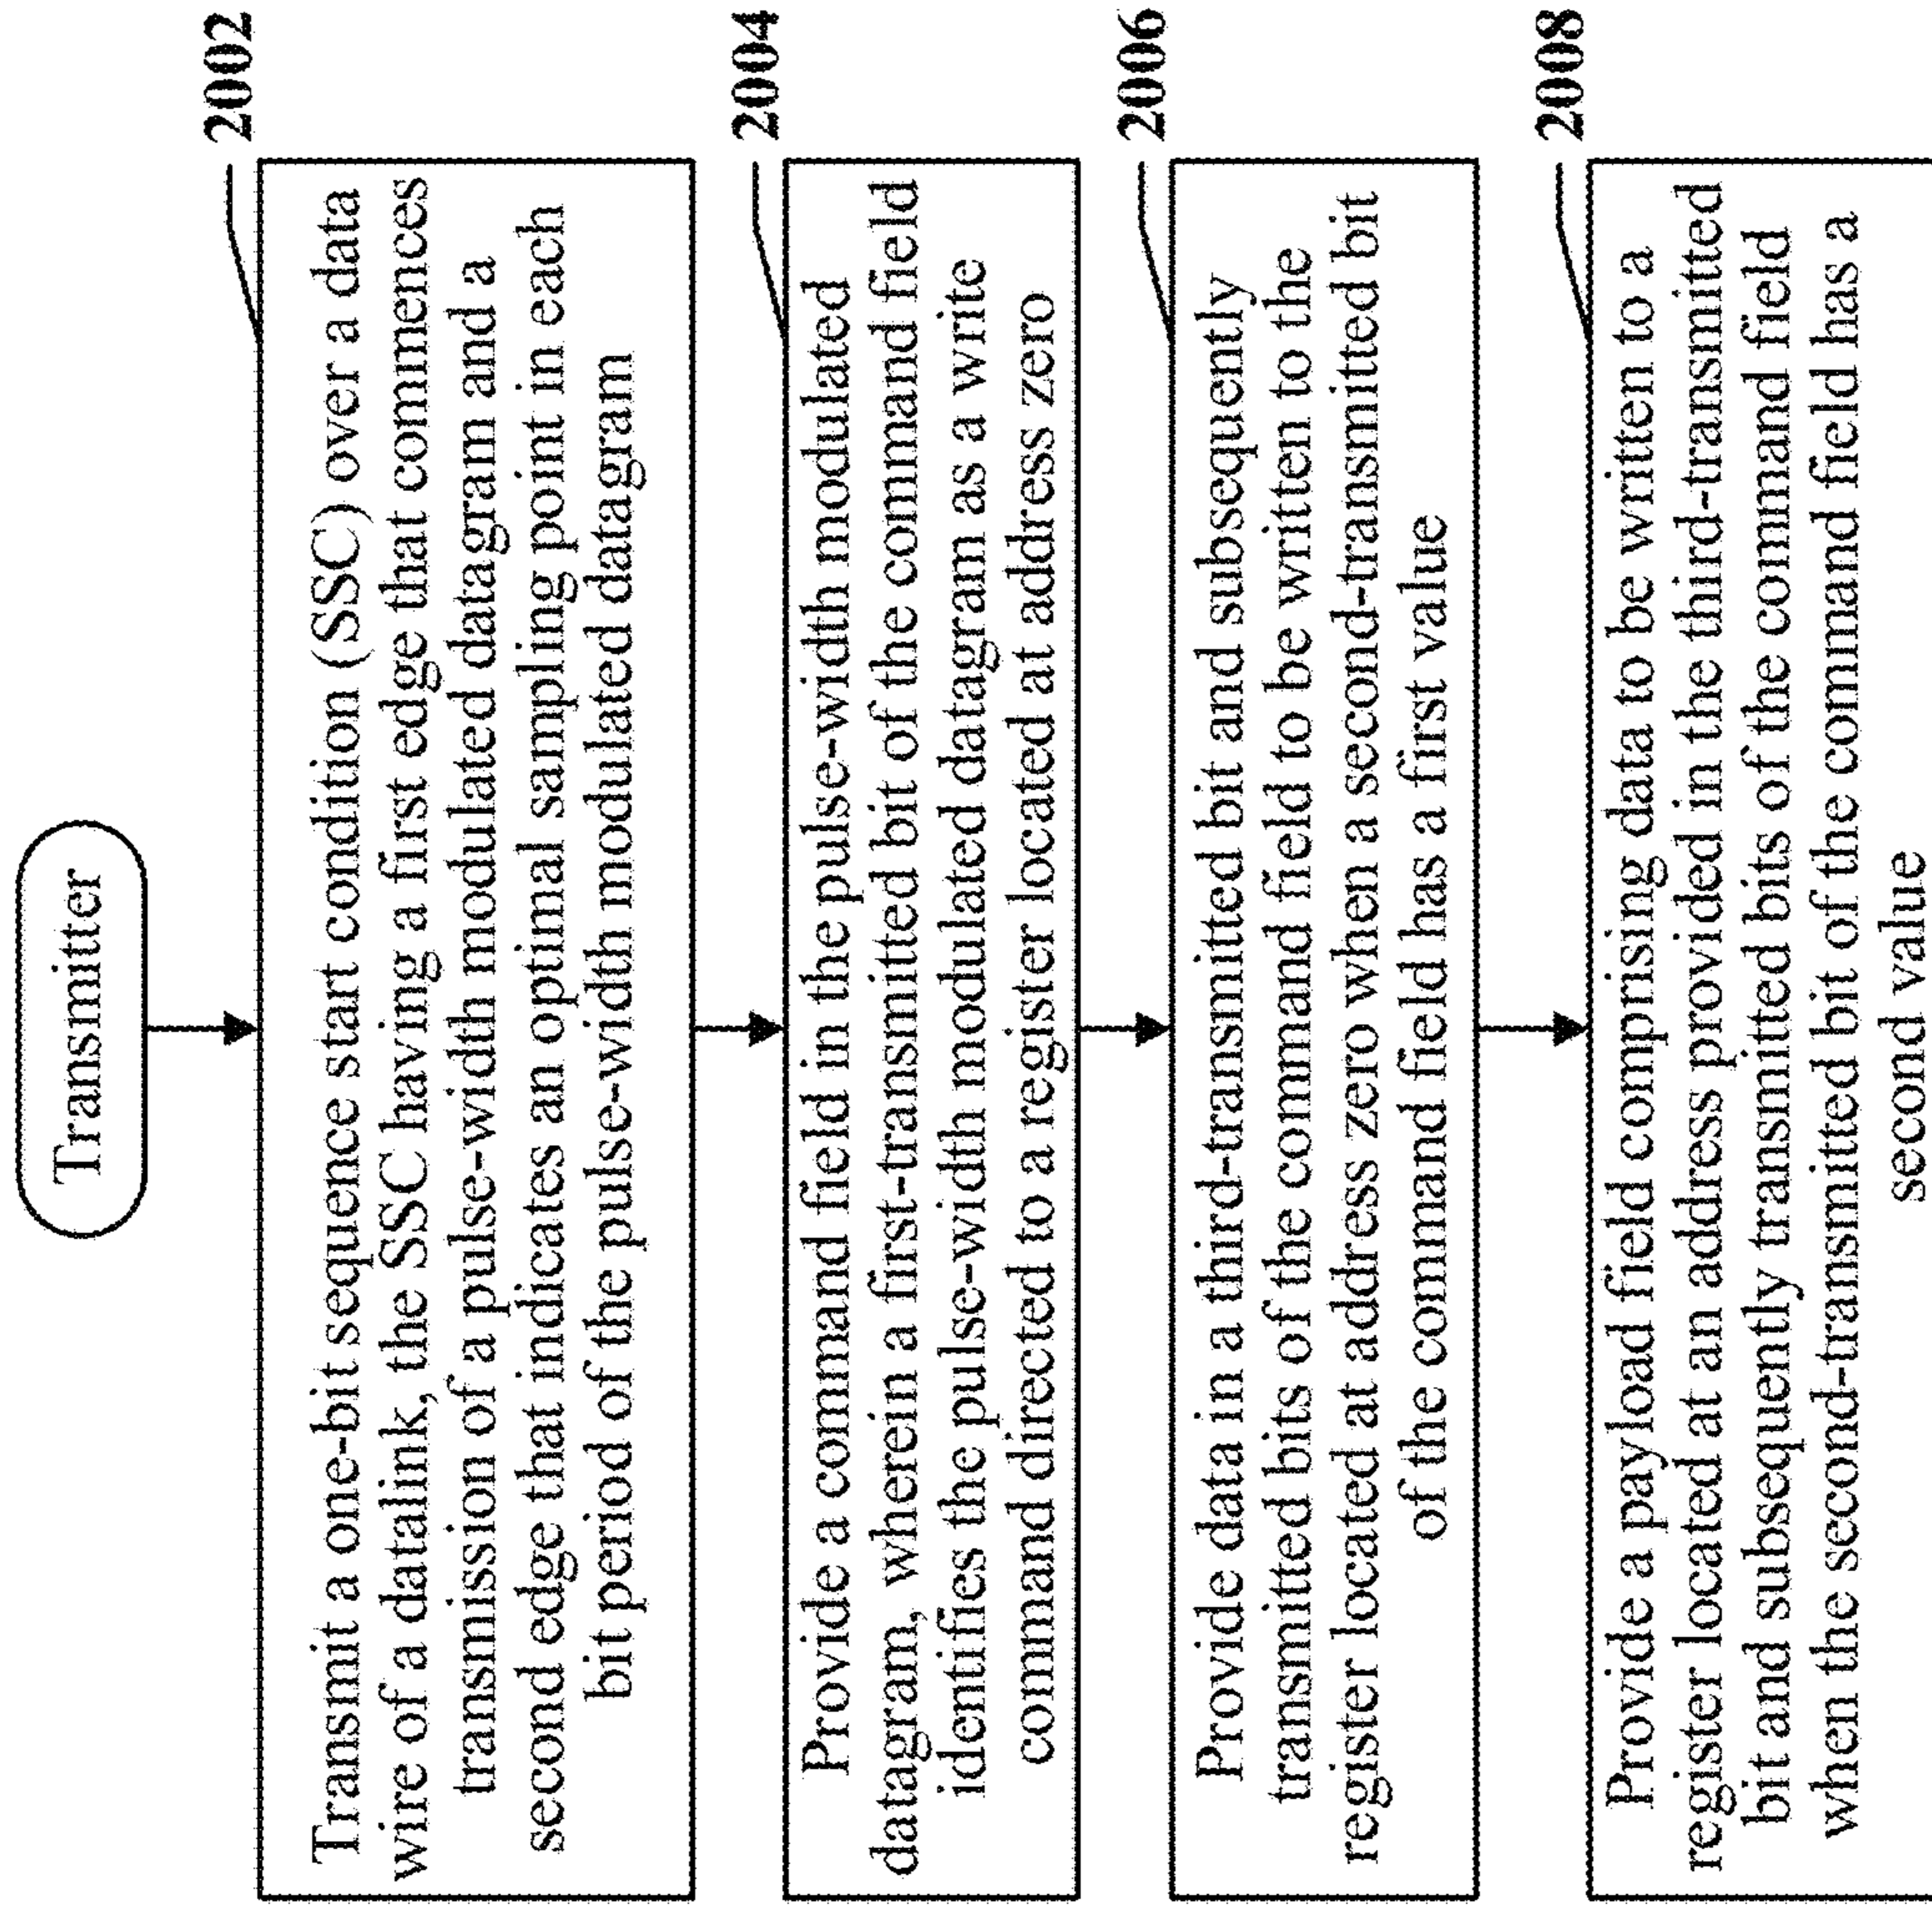 Transmitter
2002
Transmit a one-bit sequence start condition (SSC) over a data
wire of a datalink, the SSC having a first edge that commences
transmission of a pulse-width modulated datagram and a
second edge that indicates an optimal sampling point in each
bit period of the pulse-width modulated datagram
2004
Provide a command field in the pulse-width modulated
datagram, wherein a first-transmitted bit of the command field
identifies the pulse-width modulated datagram as a write
command directed to a register located at address zero
2006
Provide data in a third-transmitted bit and subsequently
transmitted bits of the command field to be written to the
register located at address zero when a second-transmitted bit
of the command field has a first value
2008
Provide a payload field comprising data to be written to a
register located at an address provided in the third-transmitted
bit and subsequently transmitted bits of the command field
when the second-transmitted bit of the command field has a
second value